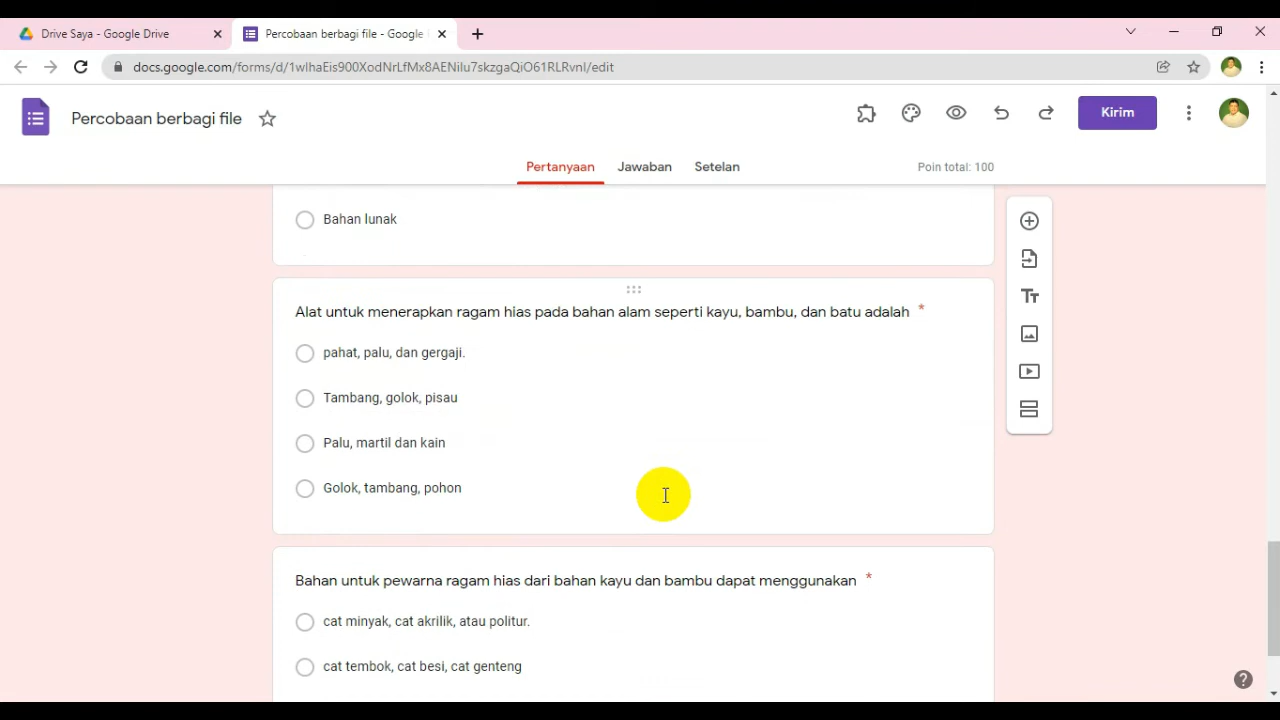 Drive Saya - Google Drive
Percobaan berbagi file - Google
docs.google.com/forms/d/1wlhaEis900XodNrLfMx8AENilu7skzgaQiO61RLRvnI/edit
Percobaan berbagi file
Kirim
Pertanyaan Jawaban Setelan Poin total: 100
Bahan lunak
Alat untuk menerapkan ragam hias pada bahan alam seperti kayu, bambu, dan batu adalah *
pahat, palu, dan gergaji.
Tambang, golok, pisau
Palu, martil dan kain
Golok, tambang, pohon
Bahan untuk pewarna ragam hias dari bahan kayu dan bambu dapat menggunakan *
cat minyak, cat akrilik, atau politur.
cat tembok, cat besi, cat genteng